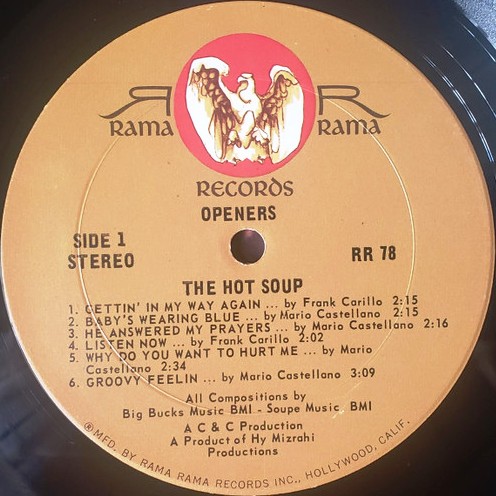 R R
RAMA RAMA
RECORDS
OPENERS
SIDE 1
STEREO
RR 78
THE HOT SOUP
1. GETTIN' IN MY WAY AGAIN ... by Frank Carillo 2:15
2. BABY'S WEARING BLUE ... by Mario Castellano 2:15
3. HE ANSWERED MY PRAYERS ... by Mario Castellano 2:16
4. LISTEN NOW ... by Frank Carillo 2:02
5. WHY DO YOU WANT TO HURT ME ... by Mario
Castellano 2:34
6. GROOVY FEELIN ... by Mario Castellano 3:09
All Compositions by
Big Bucks Music BMI - Soupe Music BMI
A C & C Production
A Product of Hy Mizrahi
Productions
®MFD. BY RAMA RAMA RECORDS INC., HOLLYWOOD, CALIF.